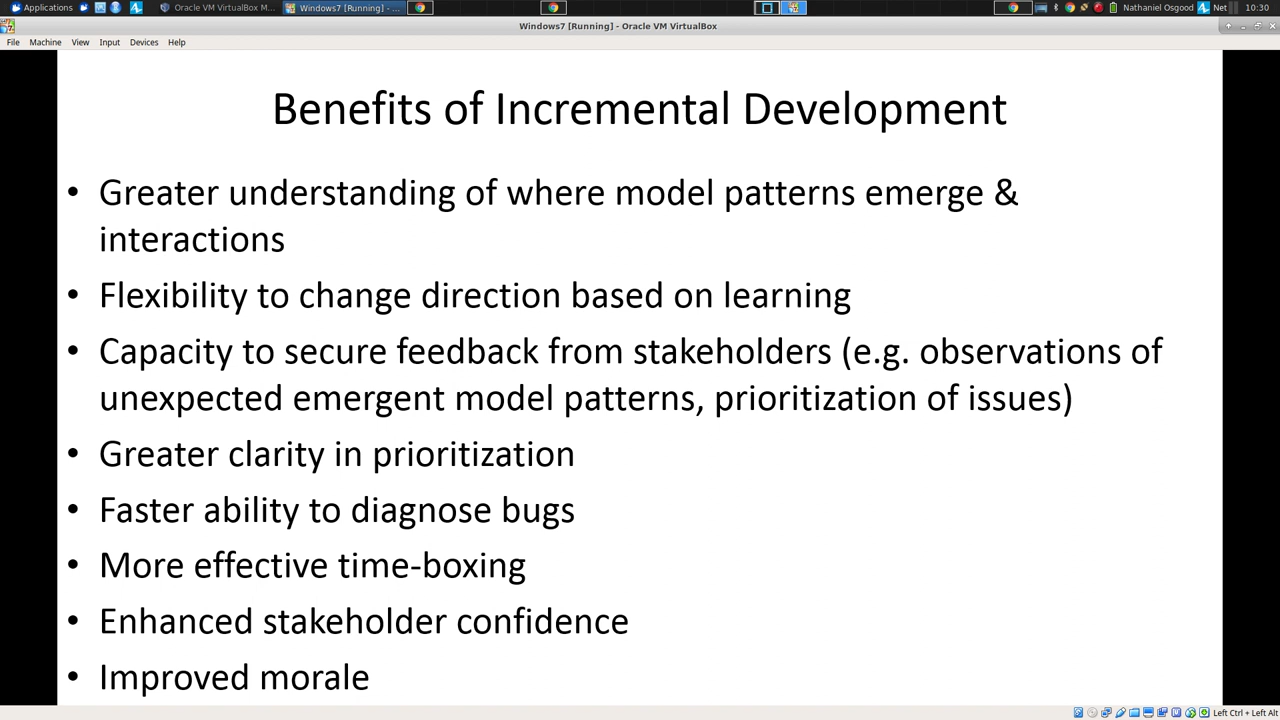 Applications
Oracle VM VirtualBox M...
Windows7 [Running] - ...
Nathaniel Osgood
Net
10:30
Windows7 [Running] - Oracle VM VirtualBox
File Machine View Input Devices Help
Benefits of Incremental Development
• Greater understanding of where model patterns emerge &
interactions
• Flexibility to change direction based on learning
• Capacity to secure feedback from stakeholders (e.g. observations of
unexpected emergent model patterns, prioritization of issues)
• Greater clarity in prioritization
• Faster ability to diagnose bugs
• More effective time-boxing
• Enhanced stakeholder confidence
• Improved morale
Left Ctrl + Left Alt